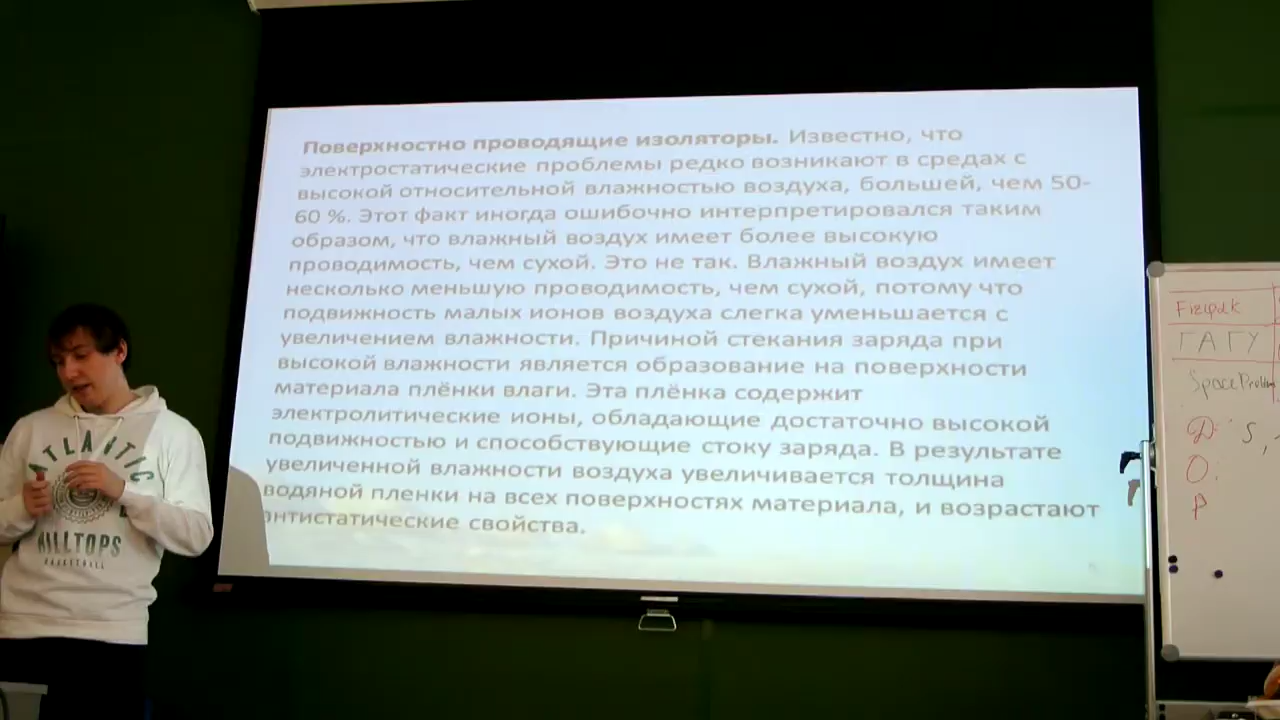 Поверхностно проводящие изоляторы. Известно, что
электростатические проблемы редко возникают в средах с
высокой относительной влажностью воздуха, большей, чем 50-
60 %. Этот факт иногда ошибочно интерпретировался таким
образом, что влажный воздух имеет более высокую
проводимость, чем сухой. Это не так. Влажный воздух имеет
несколько меньшую проводимость, чем сухой, потому что
подвижность малых ионов воздуха слегка уменьшается с
увеличением влажности. Причиной стекания заряда при
высокой влажности является образование на поверхности
материала плёнки влаги. Эта плёнка содержит
электролитические ионы, обладающие достаточно высокой
подвижностью и способствующие стоку заряда. В результате
увеличенной влажности воздуха увеличивается толщина
водяной пленки на всех поверхностях материала, и возрастают
антистатические свойства.
ATLANTIC
HILLTOPS
BASKETBALL
Fizcpak
ГАГУ
SpaceProblem
Д: S,
О:
Р